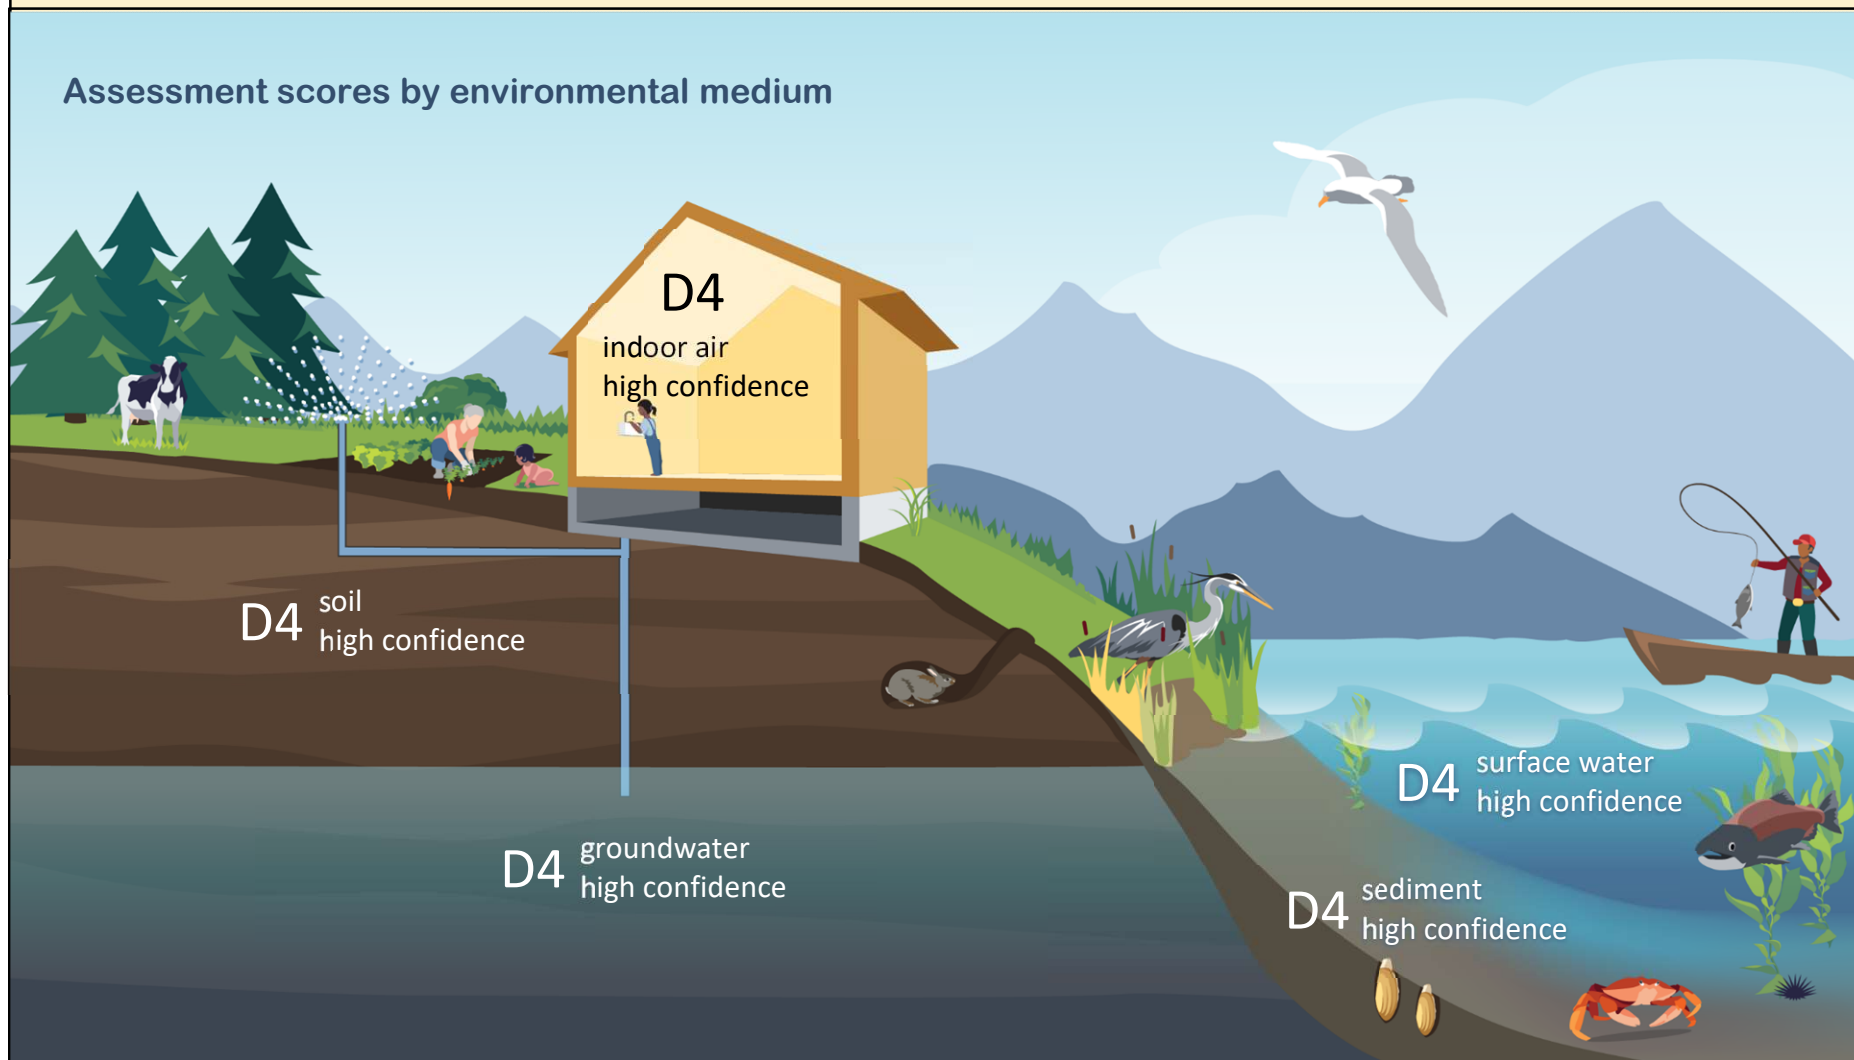 Assessment scores by environmental medium
D4
indoor air
high confidence
D4
soil
high confidence
D4
surface water
high confidence
D4
groundwater
high confidence
D4
sediment
high confidence